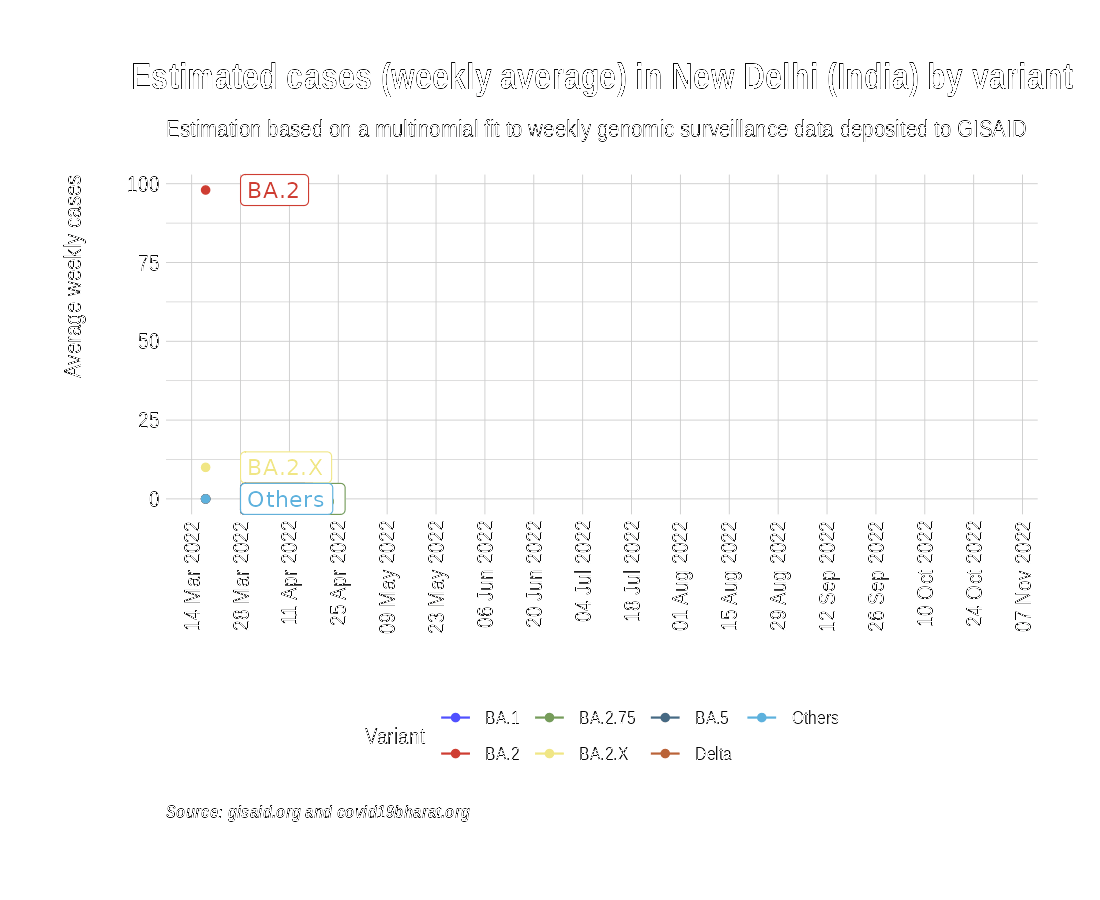 Estimated cases (weekly average) in New Delhi (India) by variant
Estimation based on a multinomial fit to weekly genomic surveillance data deposited to GISAID
Average weekly cases
100
75
50
25
0
BA.2
BA.2.X
Others
14 Mar 2022
28 Mar 2022
11 Apr 2022
25 Apr 2022
09 May 2022
23 May 2022
06 Jun 2022
20 Jun 2022
04 Jul 2022
18 Jul 2022
01 Aug 2022
15 Aug 2022
29 Aug 2022
12 Sep 2022
26 Sep 2022
10 Oct 2022
24 Oct 2022
07 Nov 2022
Variant
BA.1 BA.2.75 BA.5 Others
BA.2 BA.2.X Delta
Source: gisaid.org and covid19bharat.org